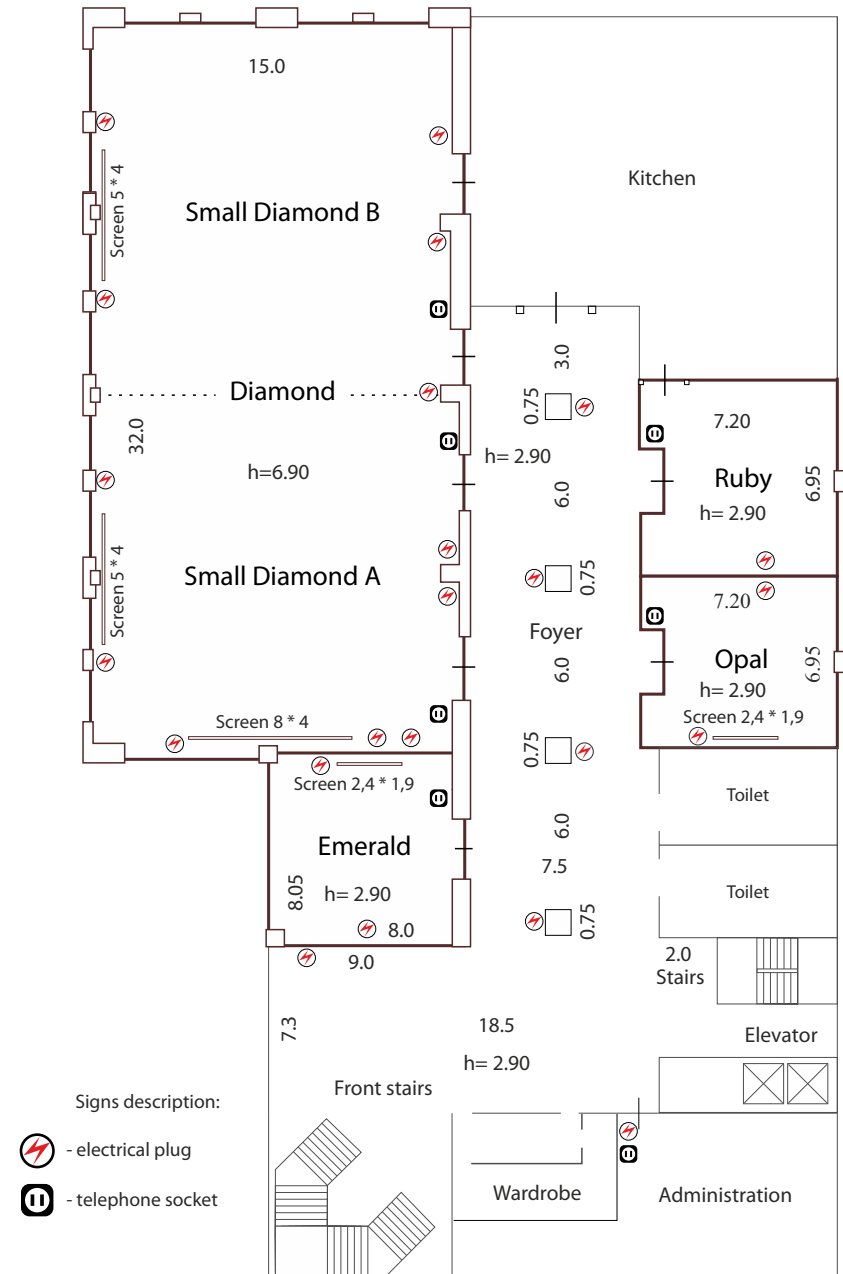 15.0
Screen 5 * 4
Small Diamond B
Kitchen
Diamond
32.0
h=6.90
Screen 5 * 4
Small Diamond A
Screen 8 * 4
3.0
0.75
h= 2.90
6.0
0.75
Foyer
6.0
0.75
6.0
7.5
0.75
7.20
Ruby
6.95
h= 2.90
7.20
Opal
6.95
h= 2.90
Screen 2,4 * 1,9
Screen 2,4 * 1,9
Emerald
8.05
h= 2.90
8.0
9.0
Toilet
Toilet
2.0
Stairs
7.3
18.5
h= 2.90
Elevator
Front stairs
Wardrobe
Administration
Signs description:
- electrical plug
- telephone socket